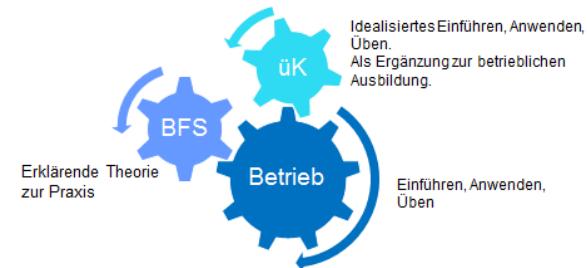 Idealisiertes Einführen, Anwenden,
Üben.
Als Ergänzung zur betrieblichen
Ausbildung.
üK
BFS
Erklärende Theorie
zur Praxis
Betrieb
Einführen, Anwenden,
Üben